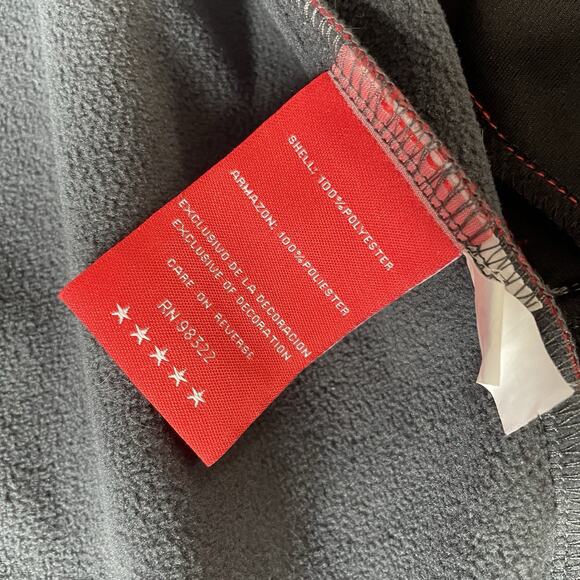 SHELL: 100%POLYESTER
ARMAZON: 100%POLIESTER
EXCLUSIVO DE LA DECORACION
EXCLUSIVE OF DECORATION
CARE ON REVERSE
RN 98322